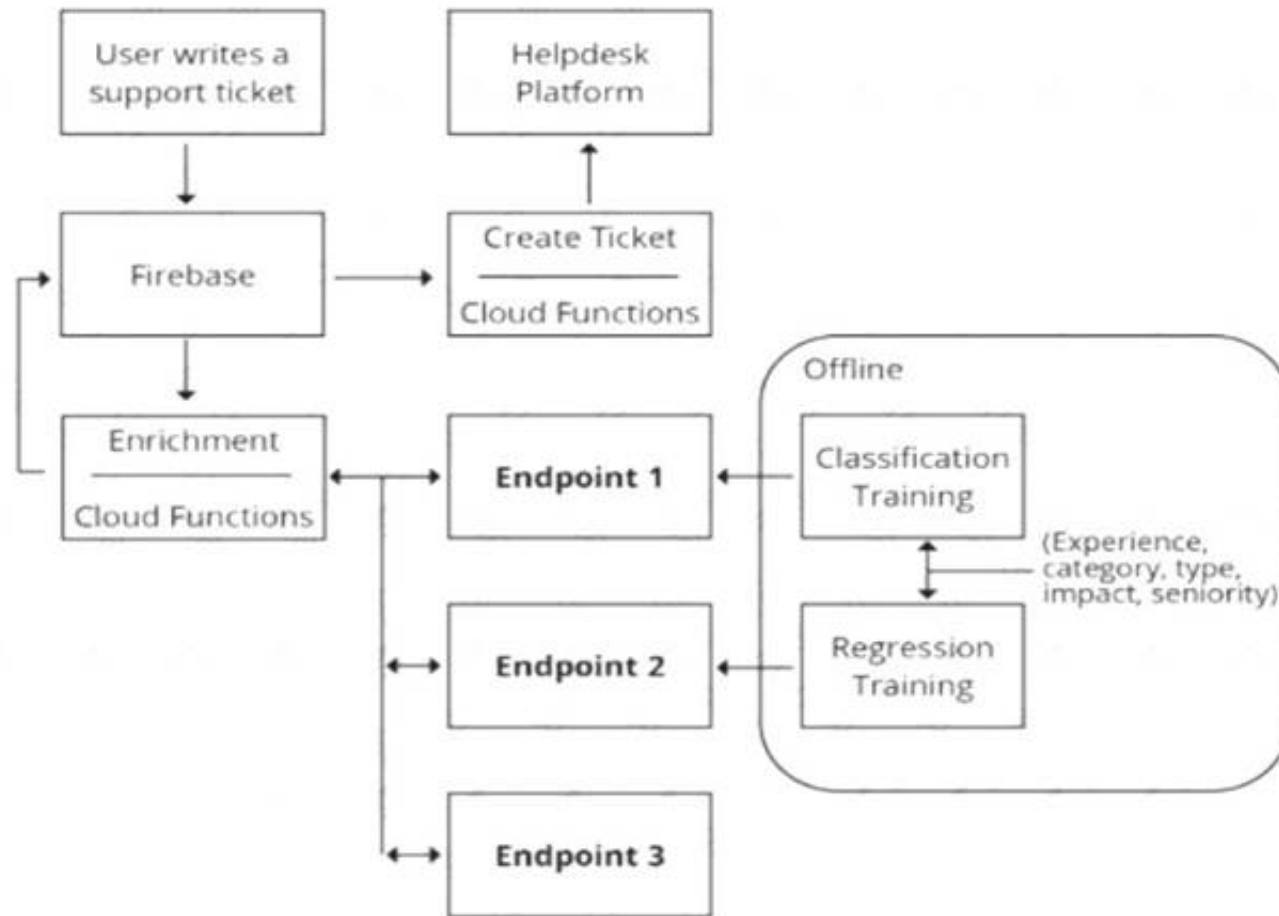 User writes a
support ticket
Helpdesk
Platform
Firebase
Create Ticket
Cloud Functions
Offline
Enrichment
Cloud Functions
Endpoint 1
Classification
Training
(Experience,
category, type,
impact, seniority)
Endpoint 2
Regression
Training
Endpoint 3